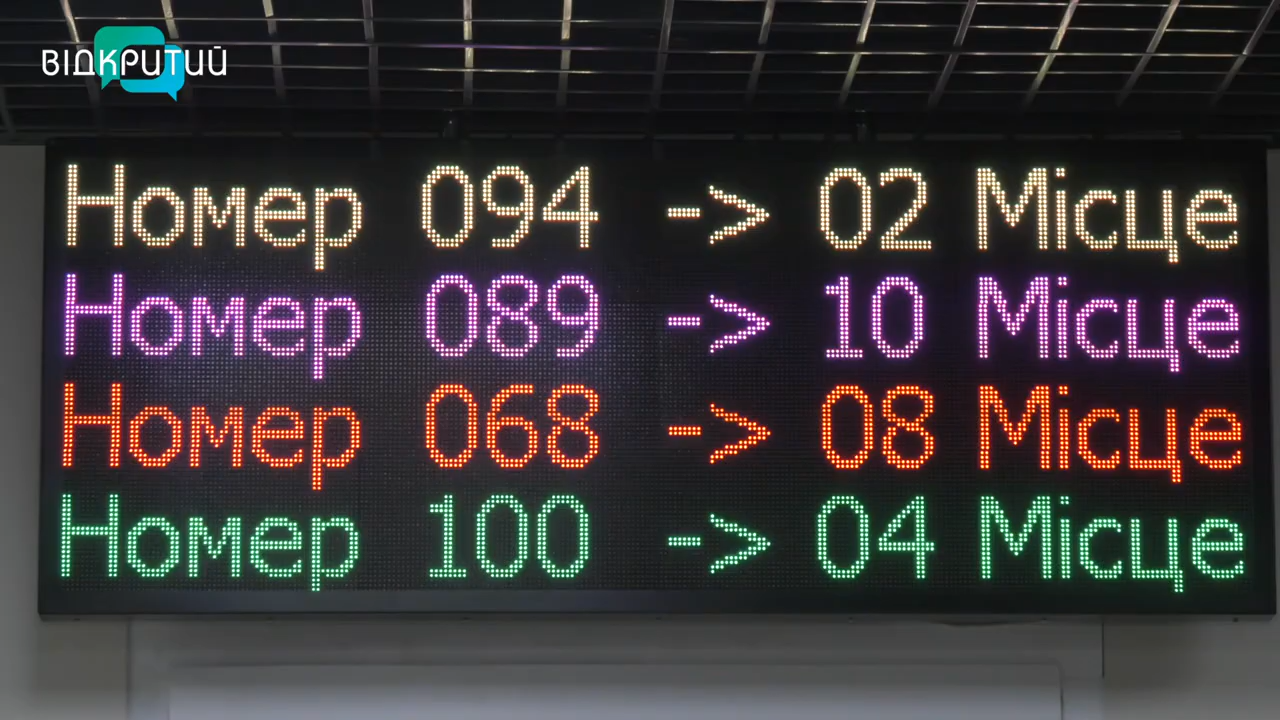 ВІДКРИТИЙ
Номер 094 -> 02 Місце
Номер 089 -> 10 Місце
Номер 068 -> 08 Місце
Номер 100 -> 04 Місце